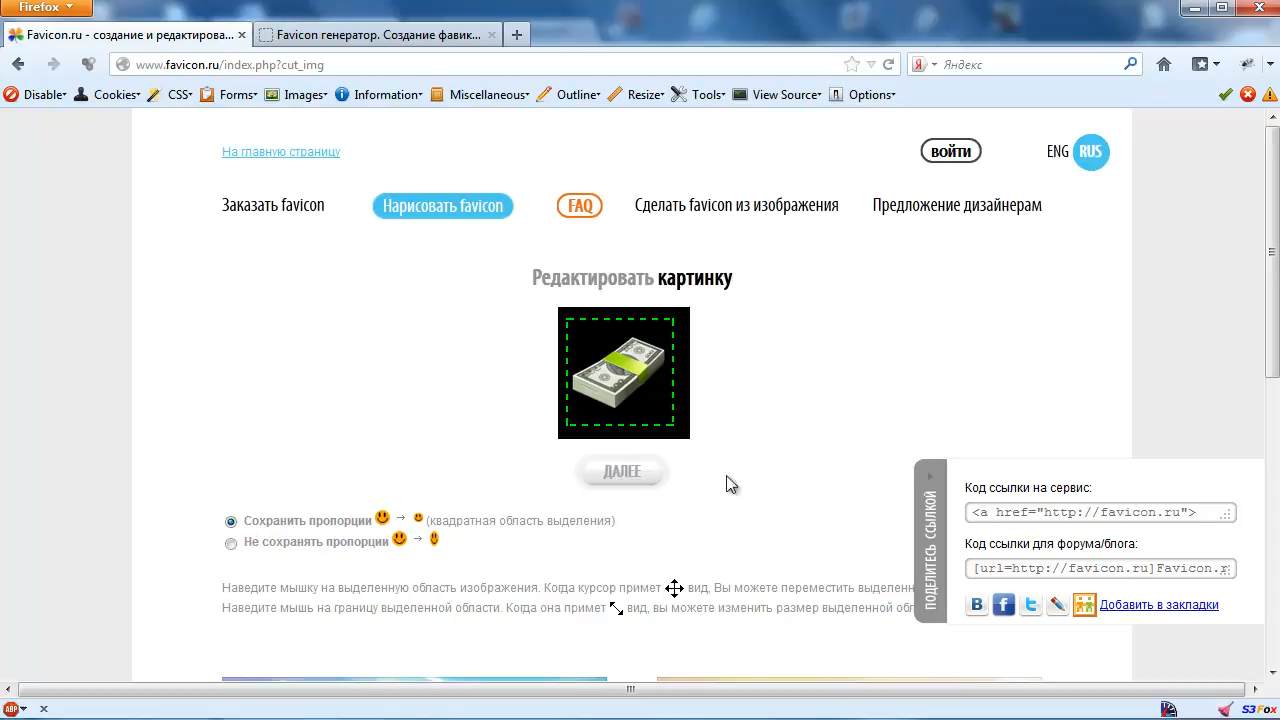 Firefox
Favicon.ru - создание и редактирова...
Favicon генератор. Создание фавик...
www.favicon.ru/index.php?cut_img
Яндекс
Disable
Cookies
CSS
Forms
Images
Information
Miscellaneous
Outline
Resize
Tools
View Source
Options
На главную страницу
ВОЙТИ
ENG
RUS
Заказать favicon
Нарисовать favicon
FAQ
Сделать favicon из изображения
Предложение дизайнерам
Редактировать картинку
ДАЛЕЕ
Сохранить пропорции → (квадратная область выделения)
Не сохранять пропорции →
Наведите мышку на выделенную область изображения. Когда курсор примет вид, Вы можете переместить выделенн
Наведите мышь на границу выделенной области. Когда она примет вид, вы можете изменить размер выделенной обл
ПОДЕЛИТЕСЬ ССЫЛКОЙ
Код ссылки на сервис:
<a href="http://favicon.ru">
Код ссылки для форума/блога:
[url=http://favicon.ru]Favicon.r
Добавить в закладки
ABP
S3Fox